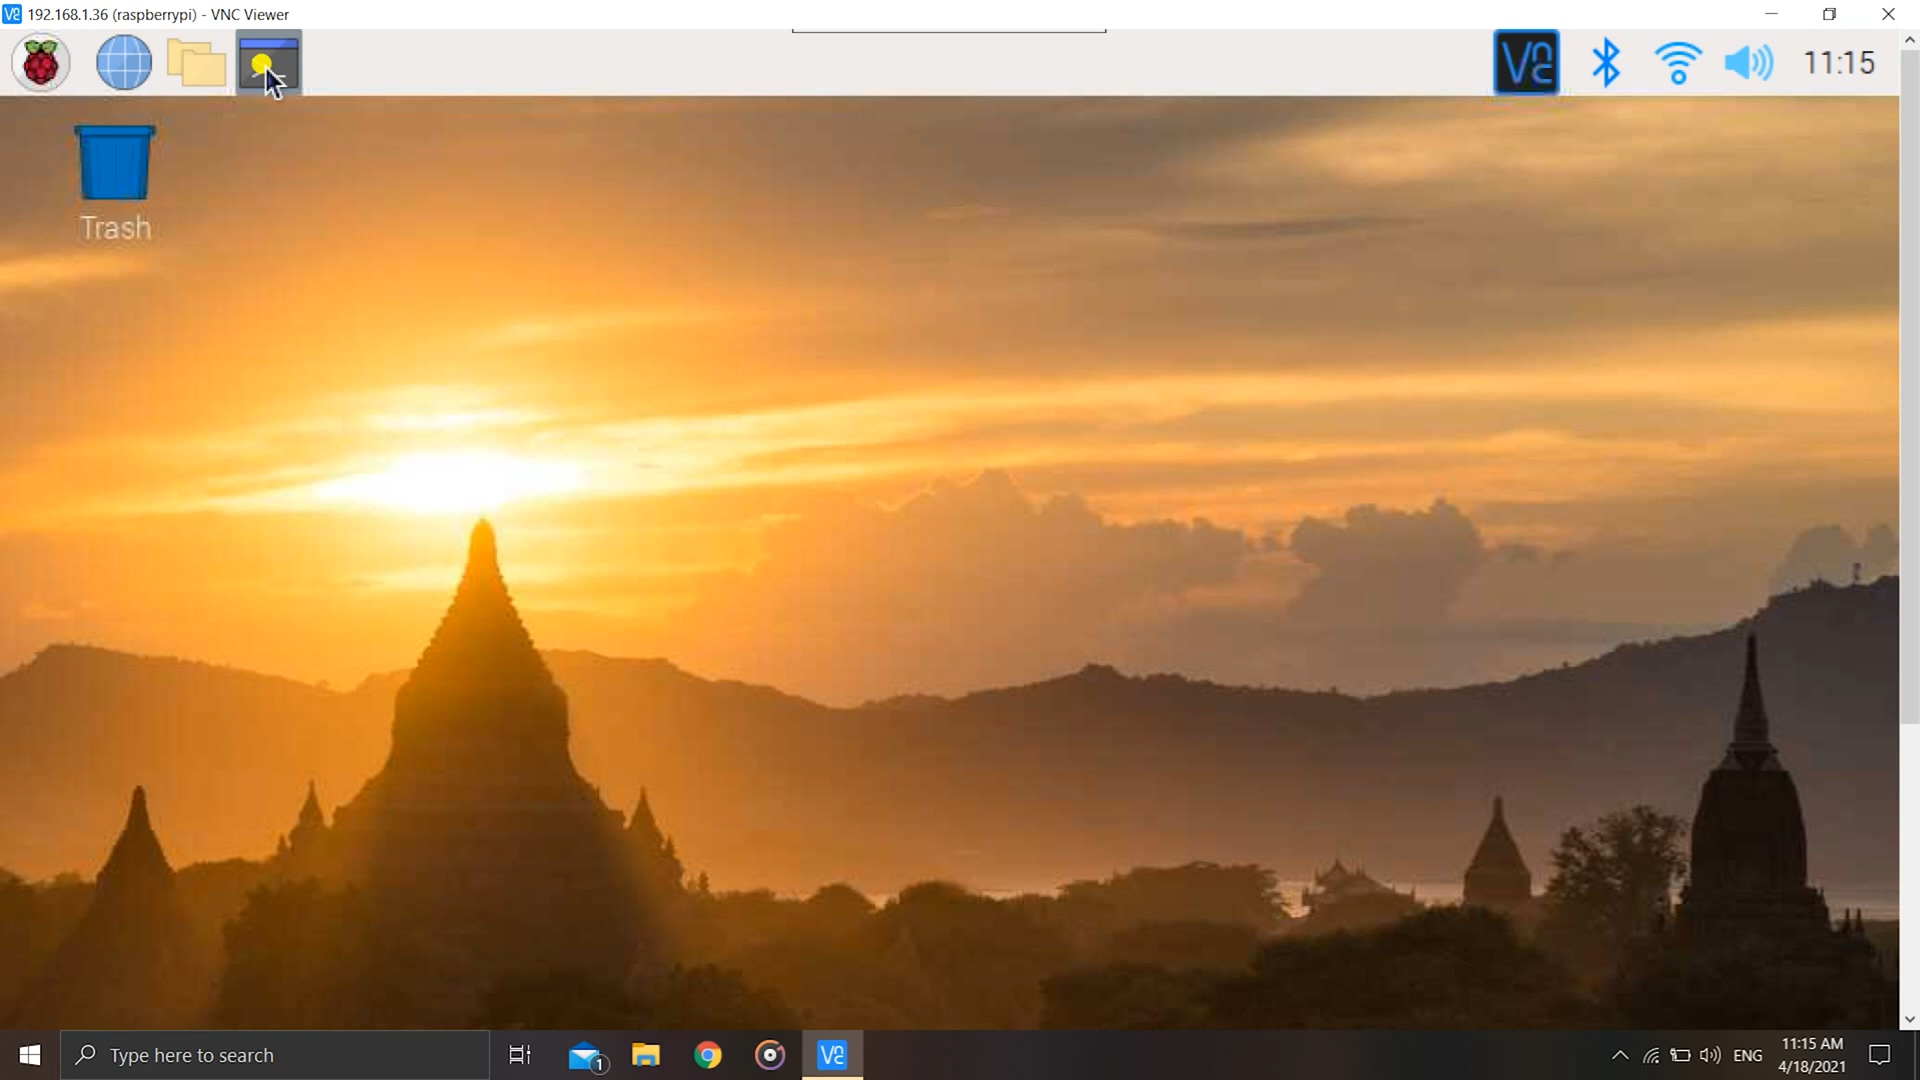 192.168.1.36 (raspberrypi) - VNC Viewer
11:15
Trash
Type here to search
1
ENG
11:15 AM
4/18/2021